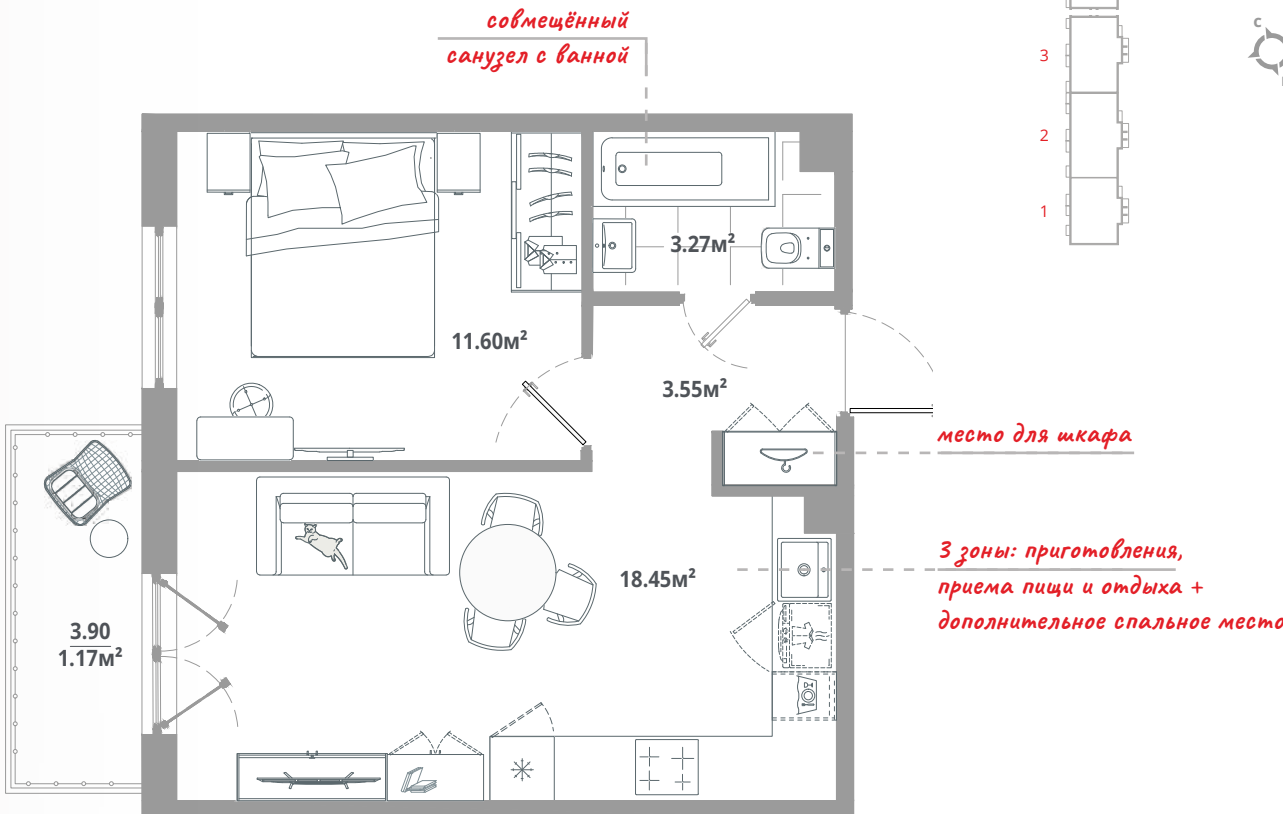 совмещённый
санузел с ванной
С
3
2
1
3.27м²
11.60м²
3.55м²
место для шкафа
3 зоны: приготовления,
приема пищи и отдыха +
дополнительное спальное место
18.45м²
3.90
1.17м²